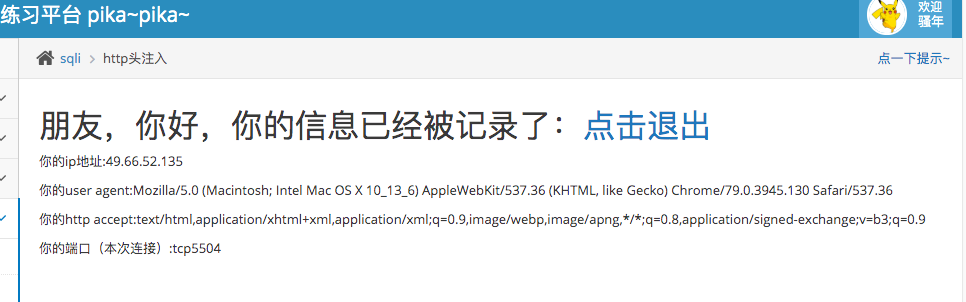 练习平台 pika~pika~
欢迎
骚年
sqli > http头注入
点一下提示~
朋友，你好，你的信息已经被记录了：点击退出
你的ip地址:49.66.52.135
你的user agent:Mozilla/5.0 (Macintosh; Intel Mac OS X 10_13_6) AppleWebKit/537.36 (KHTML, like Gecko) Chrome/79.0.3945.130 Safari/537.36
你的http accept:text/html,application/xhtml+xml,application/xml;q=0.9,image/webp,image/apng,*/*;q=0.8,application/signed-exchange;v=b3;q=0.9
你的端口（本次连接）:tcp5504